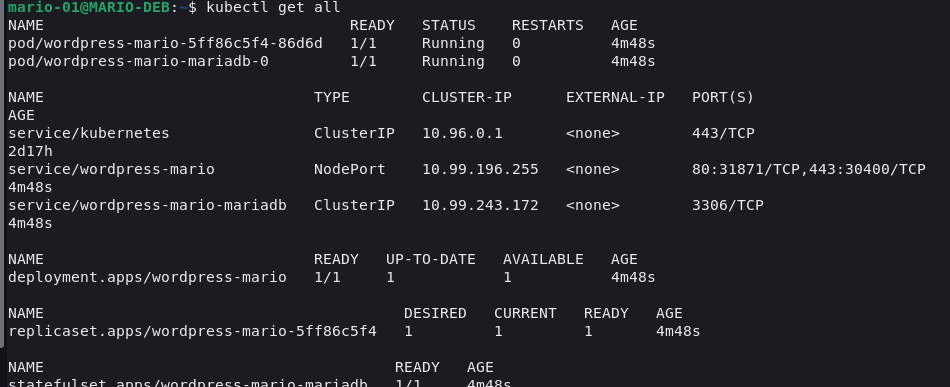 mario-01@MARIO-DEB:~$ kubectl get all
NAME READY STATUS RESTARTS AGE
pod/wordpress-mario-5ff86c5f4-86d6d 1/1 Running 0 4m48s
pod/wordpress-mario-mariadb-0 1/1 Running 0 4m48s
NAME TYPE CLUSTER-IP EXTERNAL-IP PORT(S)
AGE
service/kubernetes ClusterIP 10.96.0.1 <none> 443/TCP
2d17h
service/wordpress-mario NodePort 10.99.196.255 <none> 80:31871/TCP,443:30400/TCP
4m48s
service/wordpress-mario-mariadb ClusterIP 10.99.243.172 <none> 3306/TCP
4m48s
NAME READY UP-TO-DATE AVAILABLE AGE
deployment.apps/wordpress-mario 1/1 1 1 4m48s
NAME DESIRED CURRENT READY AGE
replicaset.apps/wordpress-mario-5ff86c5f4 1 1 1 4m48s
NAME READY AGE
statefulset.apps/wordpress-mario-mariadb 1/1 4m48s